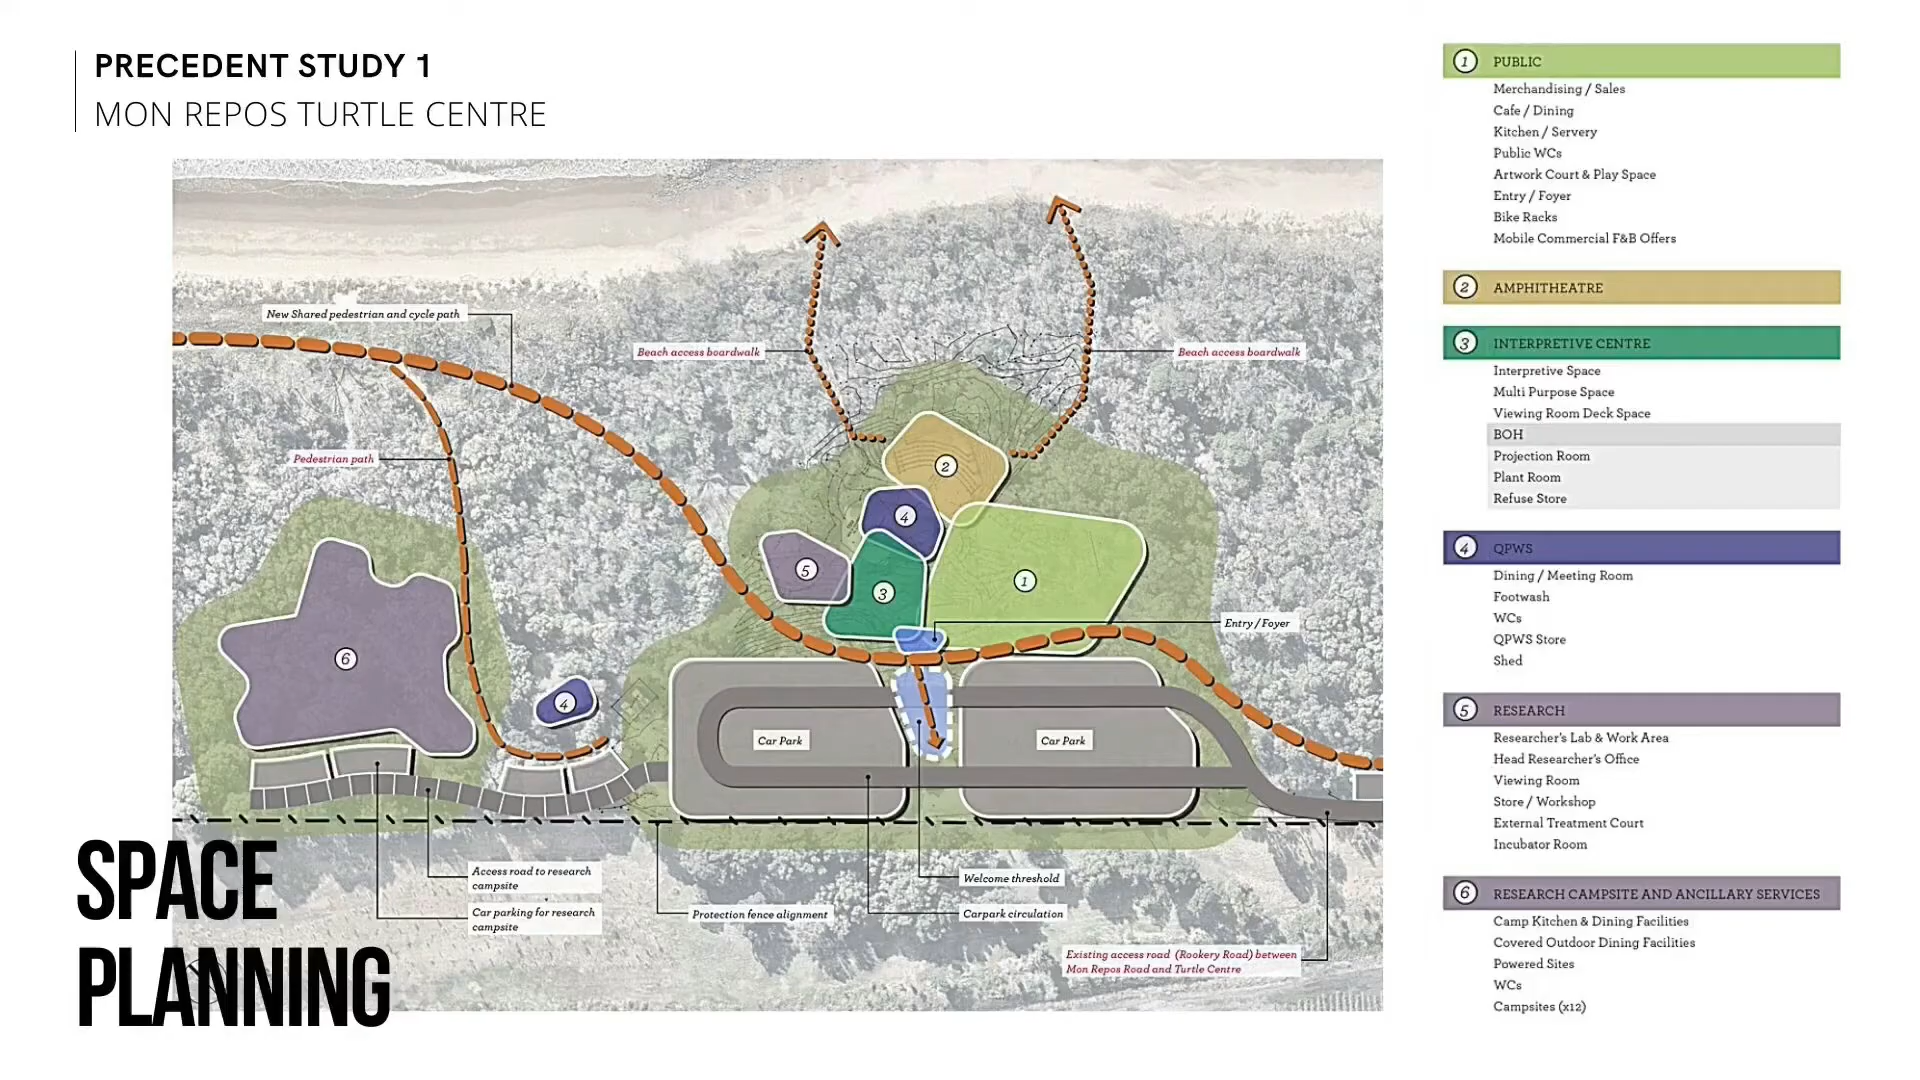 PRECEDENT STUDY 1
MON REPOS TURTLE CENTRE
New Shared pedestrian and cycle path
Beach access boardwalk
Beach access boardwalk
Pedestrian path
2
4
5
3
1
6
4
Entry / Foyer
Car Park
Car Park
Access road to research
campsite
Car parking for research
campsite
Protection fence alignment
Welcome threshold
Carpark circulation
Existing access road (Rookery Road) between
Mon Repos Road and Turtle Centre
SPACE
PLANNING
1 PUBLIC
Merchandising / Sales
Cafe / Dining
Kitchen / Servery
Public WCs
Artwork Court & Play Space
Entry / Foyer
Bike Racks
Mobile Commercial F&B Offers
2 AMPHITHEATRE
3 INTERPRETIVE CENTRE
Interpretive Space
Multi Purpose Space
Viewing Room Deck Space
BOH
Projection Room
Plant Room
Refuse Store
4 QPWS
Dining / Meeting Room
Footwash
WCs
QPWS Store
Shed
5 RESEARCH
Researcher's Lab & Work Area
Head Researcher's Office
Viewing Room
Store / Workshop
External Treatment Court
Incubator Room
6 RESEARCH CAMPSITE AND ANCILLARY SERVICES
Camp Kitchen & Dining Facilities
Covered Outdoor Dining Facilities
Powered Sites
WCs
Campsites (x12)